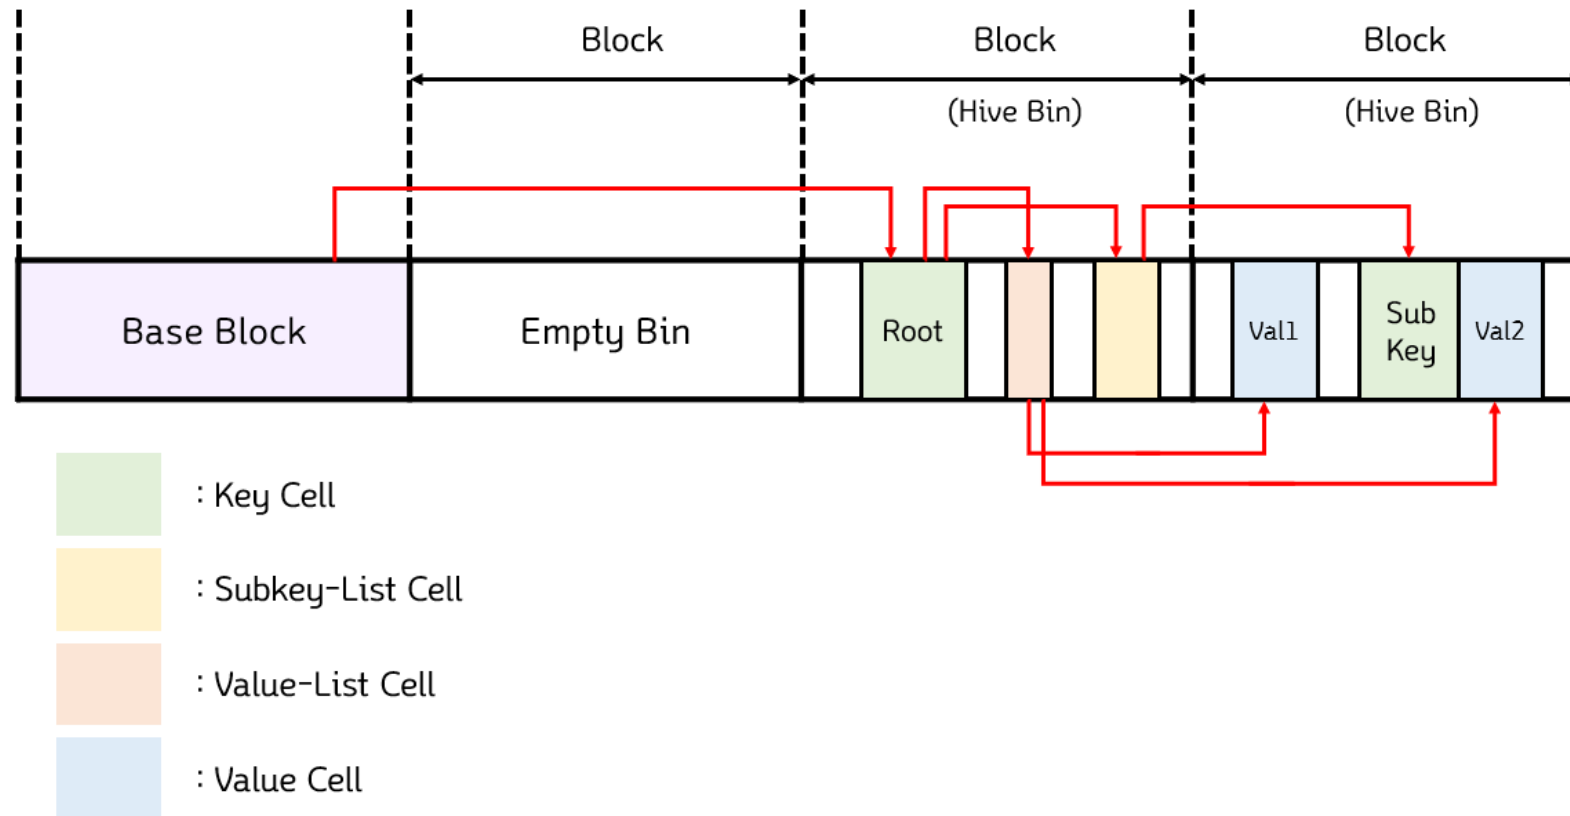 Block
Block
Block
(Hive Bin)
(Hive Bin)
Base Block
Empty Bin
Root
Val1
Sub
Key
Val2
: Key Cell
: Subkey-List Cell
: Value-List Cell
: Value Cell